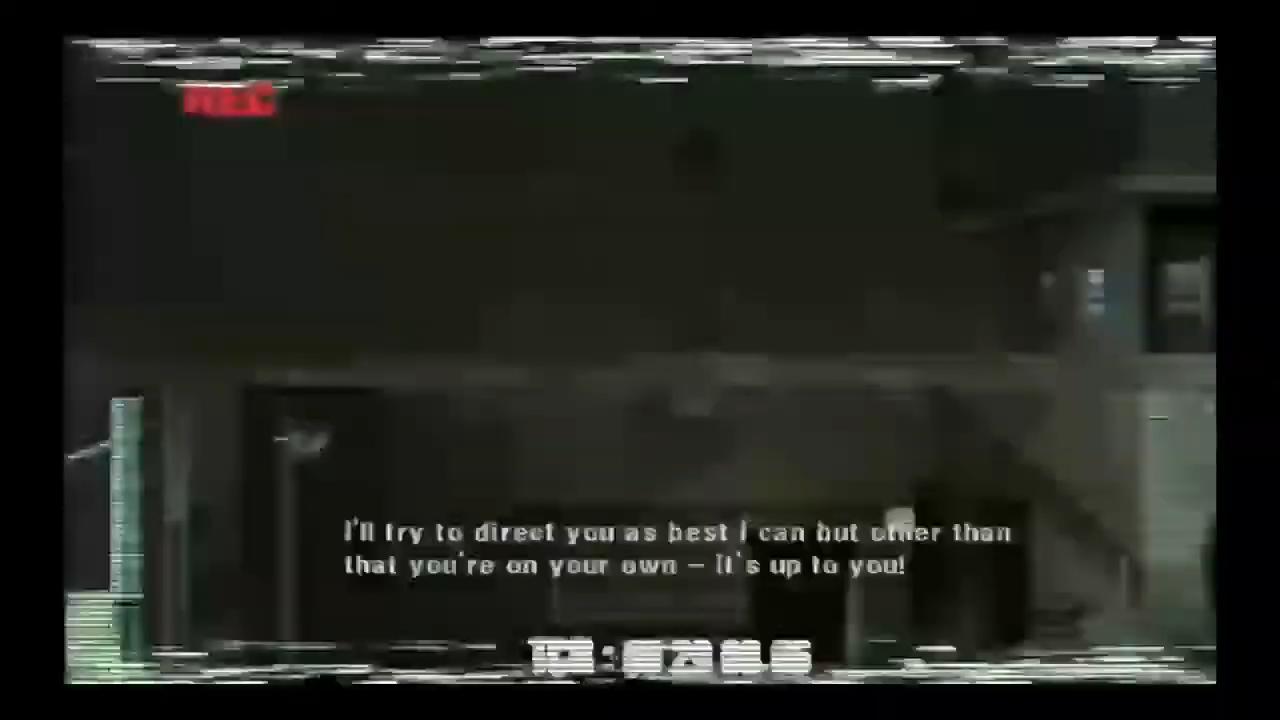 REC
I'll try to direct you as best I can but other than
that you're on your own – It's up to you!